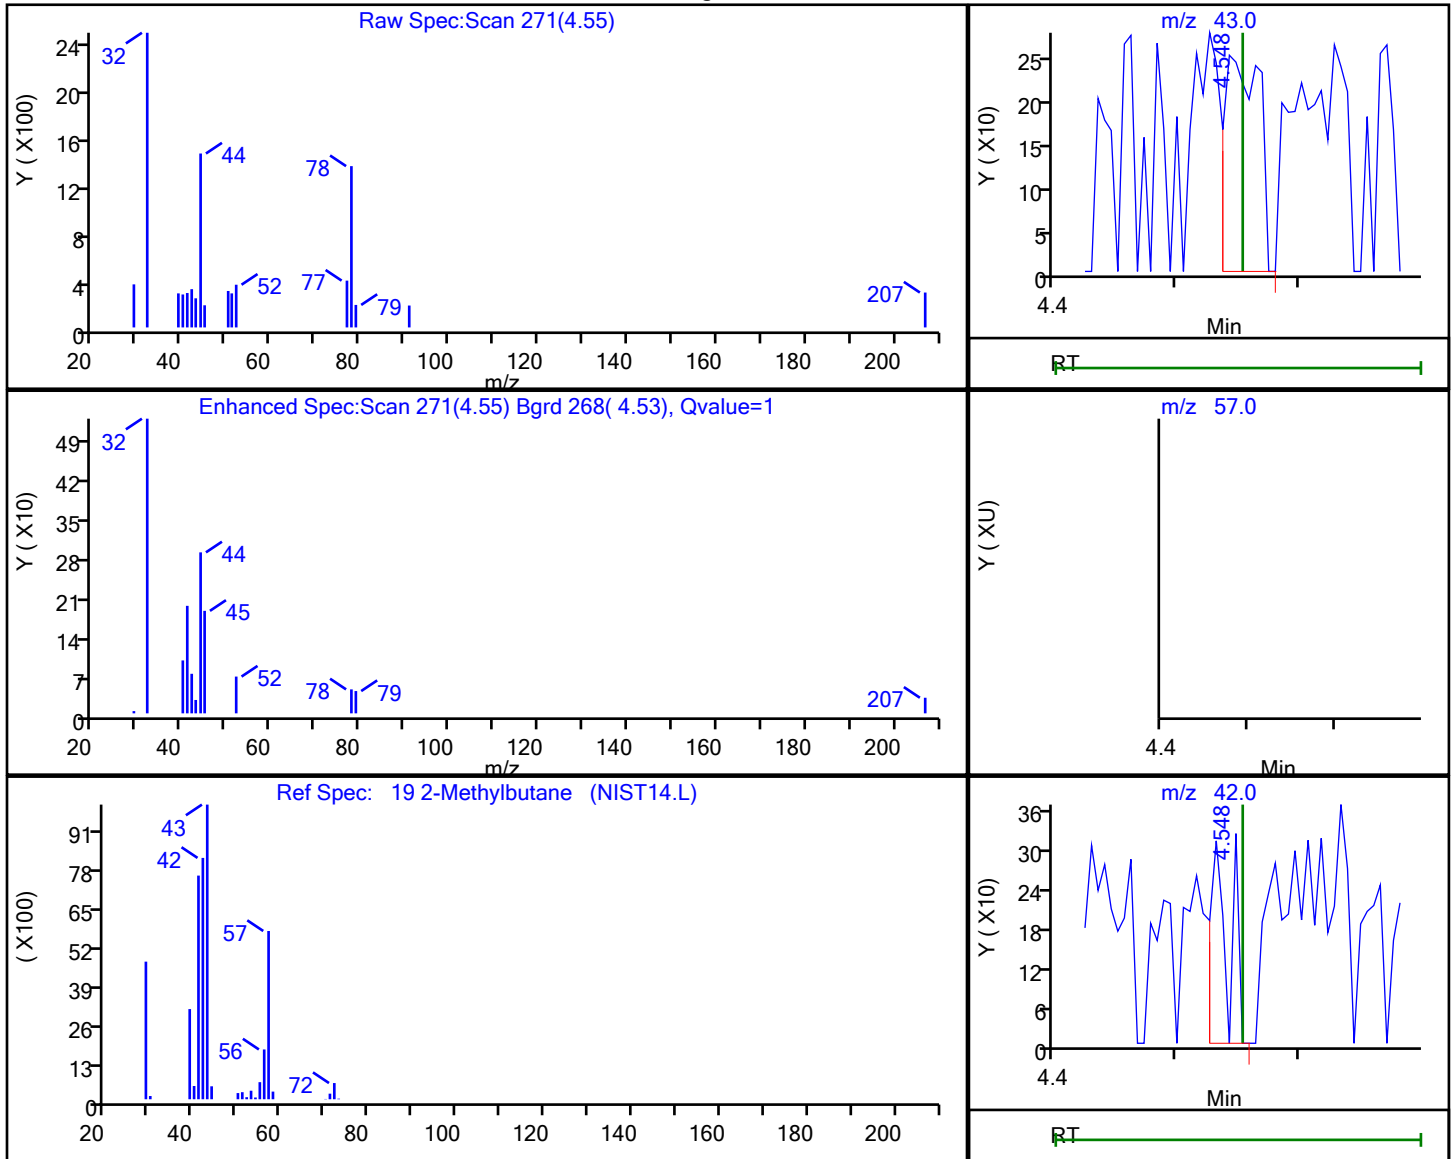 Raw Spec:Scan 271(4.55)
Y ( X100)
24
20
16
12
8
4
0
32
44
52
77
78
79
207
20 40 60 80 100 120 140 160 180 200
m/z
m/z 43.0
Y ( X10)
25
20
15
10
5
0
4.548
4.4
Min
RT
Enhanced Spec:Scan 271(4.55) Bgrd 268( 4.53), Qvalue=1
Y ( X10)
49
42
35
28
21
14
7
0
32
44
45
52
78
79
207
20 40 60 80 100 120 140 160 180 200
m/z
m/z 57.0
Y ( XU)
4.4
Min
Ref Spec: 19 2-Methylbutane (NIST14.L)
( X100)
91
78
65
52
39
26
13
0
43
42
57
56
72
20 40 60 80 100 120 140 160 180 200
m/z 42.0
Y ( X10)
36
30
24
18
12
6
0
4.548
4.4
Min
RT